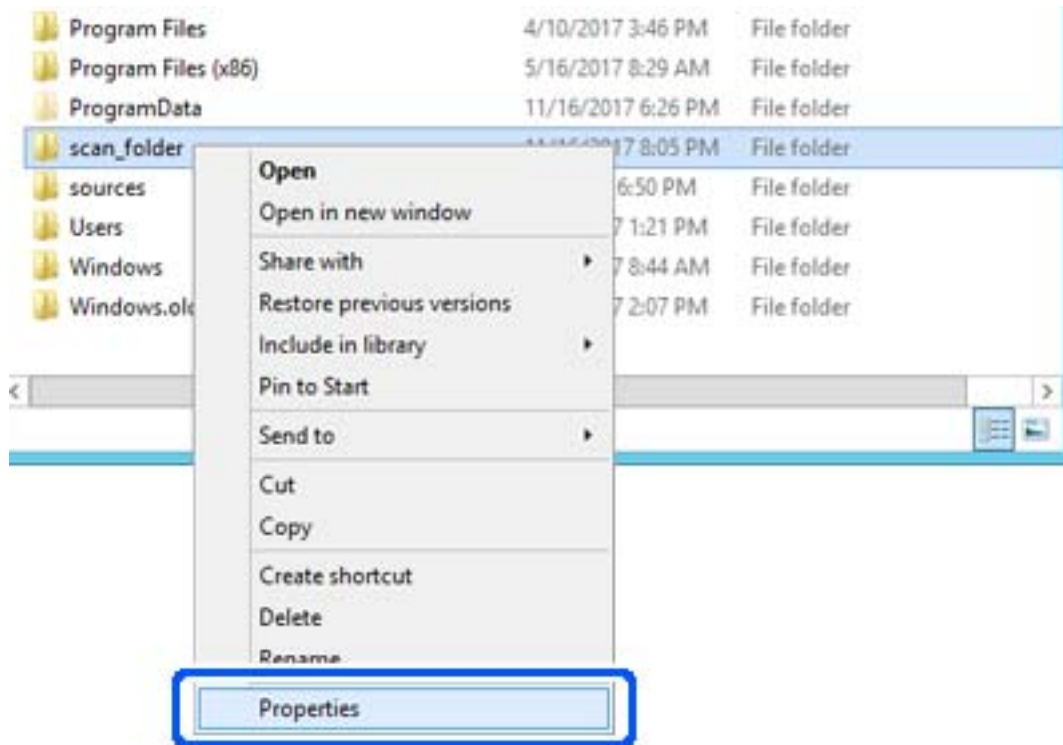 Program Files 4/10/2017 3:46 PM File folder
Program Files (x86) 5/16/2017 8:29 AM File folder
ProgramData 11/16/2017 6:26 PM File folder
scan_folder 7 8:05 PM File folder
sources 6:50 PM File folder
Users 7 1:21 PM File folder
Windows 7 8:44 AM File folder
Windows.old 7 2:07 PM File folder
Open
Open in new window
Share with
Restore previous versions
Include in library
Pin to Start
Send to
Cut
Copy
Create shortcut
Delete
Rename
Properties